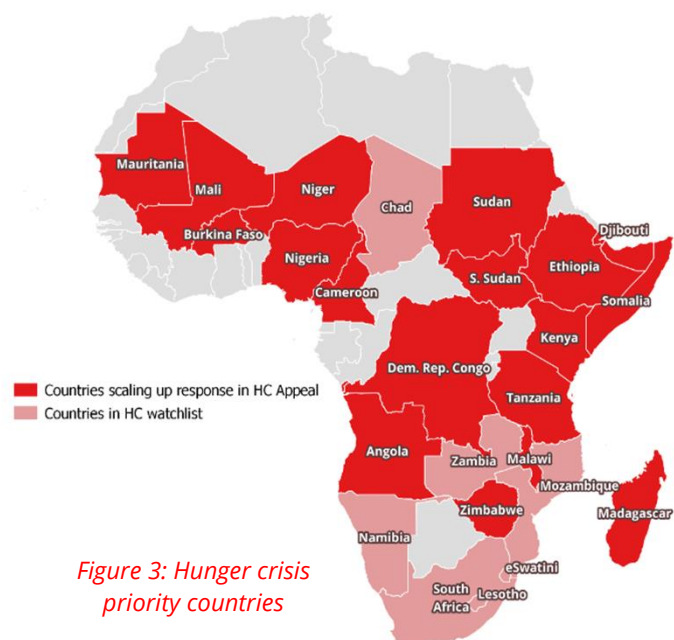 Mauritania
Mali
Niger
Chad
Sudan
Djibouti
Burkina Faso
Nigeria
Ethiopia
S. Sudan
Cameroon
Somalia
Kenya
Dem. Rep. Congo
Countries scaling up response in HC Appeal
Countries in HC watchlist
Tanzania
Angola
Zambia
Malawi
Mozambique
Zimbabwe
Madagascar
Namibia
eSwatini
South
Africa
Lesotho
Figure 3: Hunger crisis
priority countries